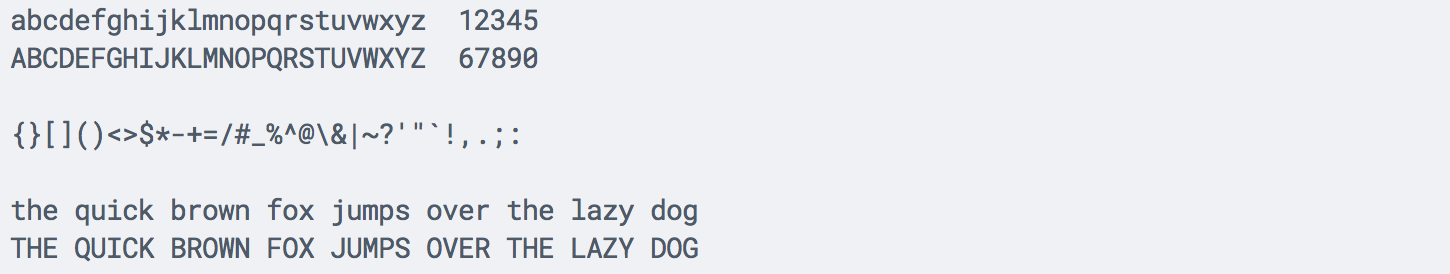 abcdefghijklmnopqrstuvwxyz  12345
ABCDEFGHIJKLMNOPQRSTUVWXYZ  67890
{}[]()<>$*-+=/#_%^@\&|~?'"`!,.;:
the quick brown fox jumps over the lazy dog
THE QUICK BROWN FOX JUMPS OVER THE LAZY DOG